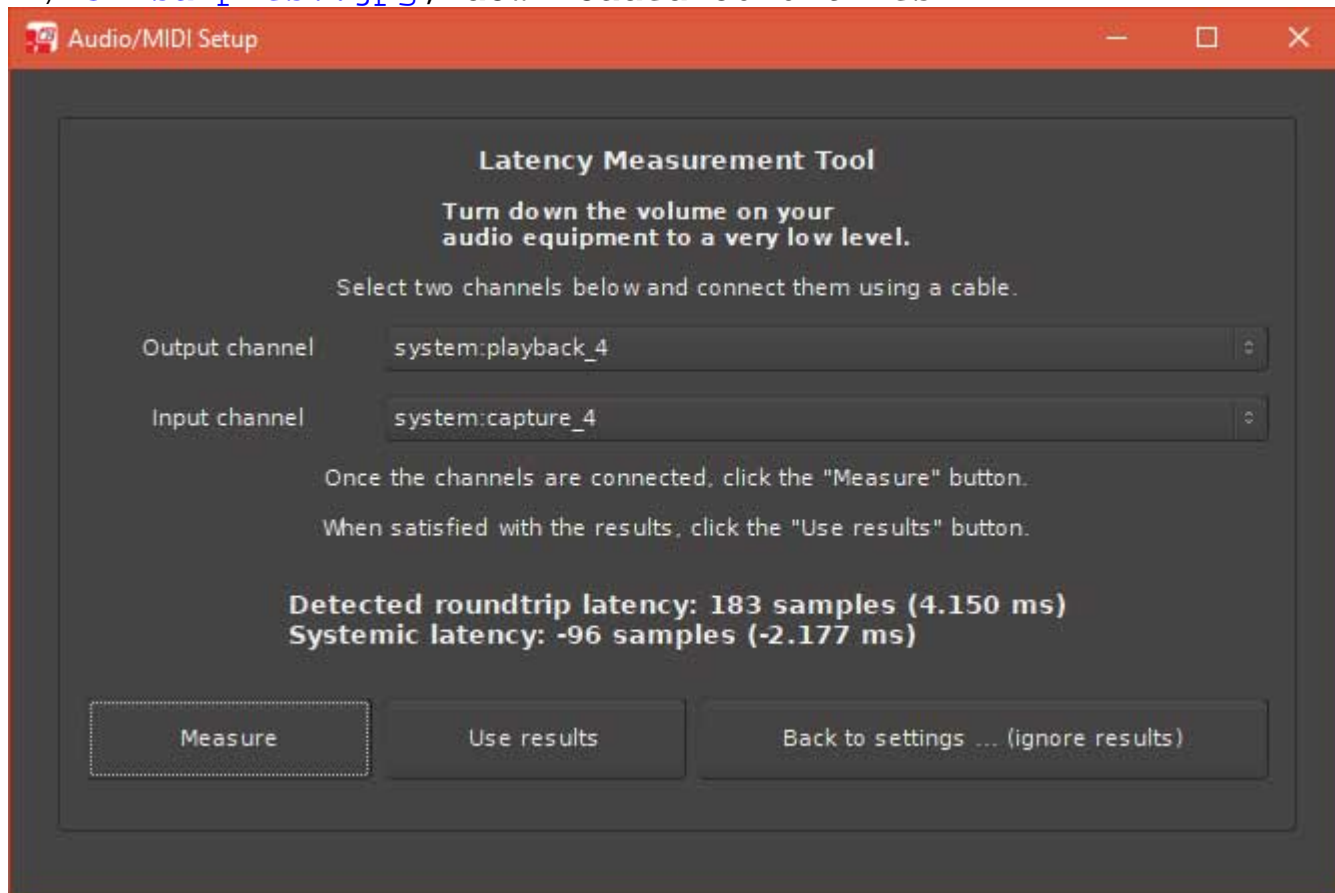 Audio/MIDI Setup
Latency Measurement Tool
Turn down the volume on your
audio equipment to a very low level.
Select two channels below and connect them using a cable.
Output channel system:playback_4
Input channel system:capture_4
Once the channels are connected, click the "Measure" button.
When satisfied with the results, click the "Use results" button.
Detected roundtrip latency: 183 samples (4.150 ms)
Systemic latency: -96 samples (-2.177 ms)
Measure Use results Back to settings ... (ignore results)